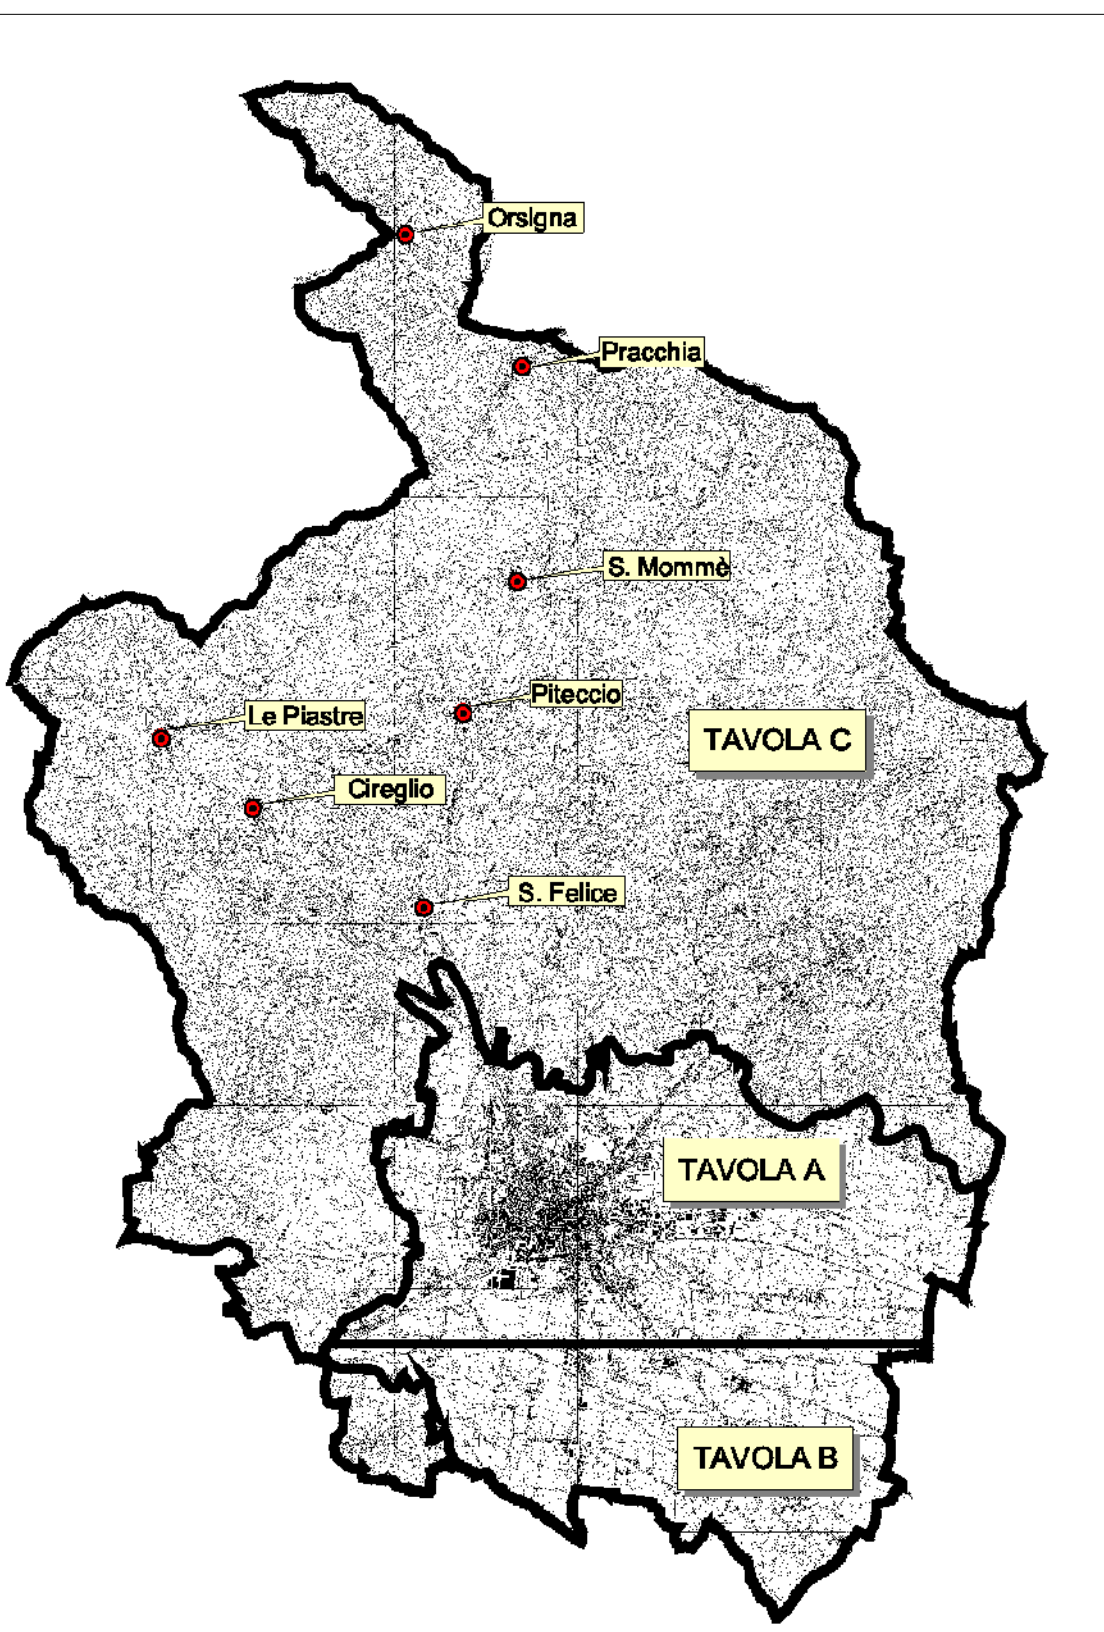 Orsigna
Pracchia
S. Mommè
Piteccio
Le Piastre
TAVOLA C
Cireglio
S. Felice
TAVOLA A
TAVOLA B